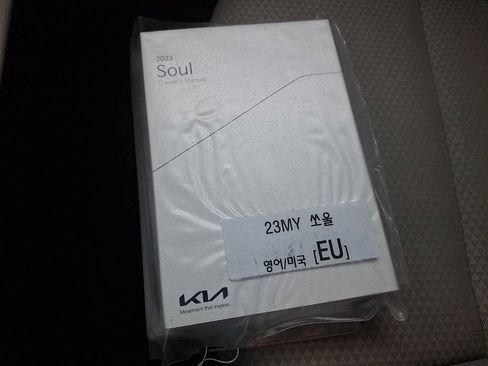 2023
Soul
Owner's Manual
23MY 쏘울
영어/미국 [EU]
KIA
Movement that inspires